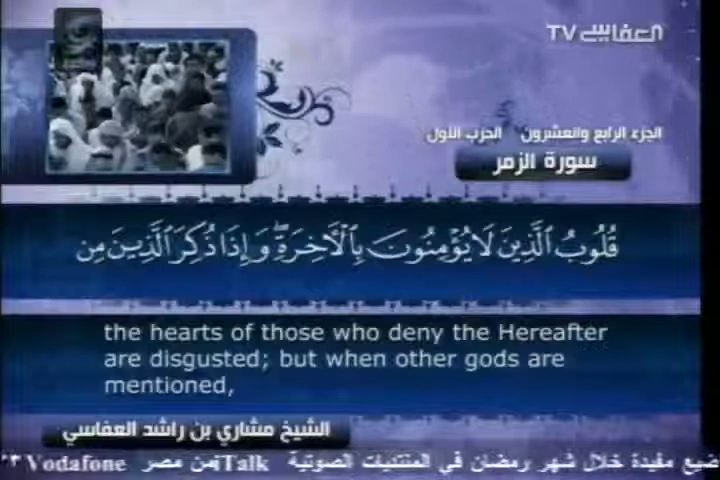 العفاسي TV
الجزء الرابع والعشرون الحزب الأول
سورة الزمر
قُلُوبُ الَّذِينَ لَا يُؤْمِنُونَ بِالْآخِرَةِ ۖ وَإِذَا ذُكِرَ الَّذِينَ مِن
the hearts of those who deny the Hereafter
are disgusted; but when other gods are
mentioned,
الشيخ مشاري بن راشد العفاسي
ضيع مفيدة خلال شهر رمضان في المنتديات الصوتية iTalk من مصر Vodafone